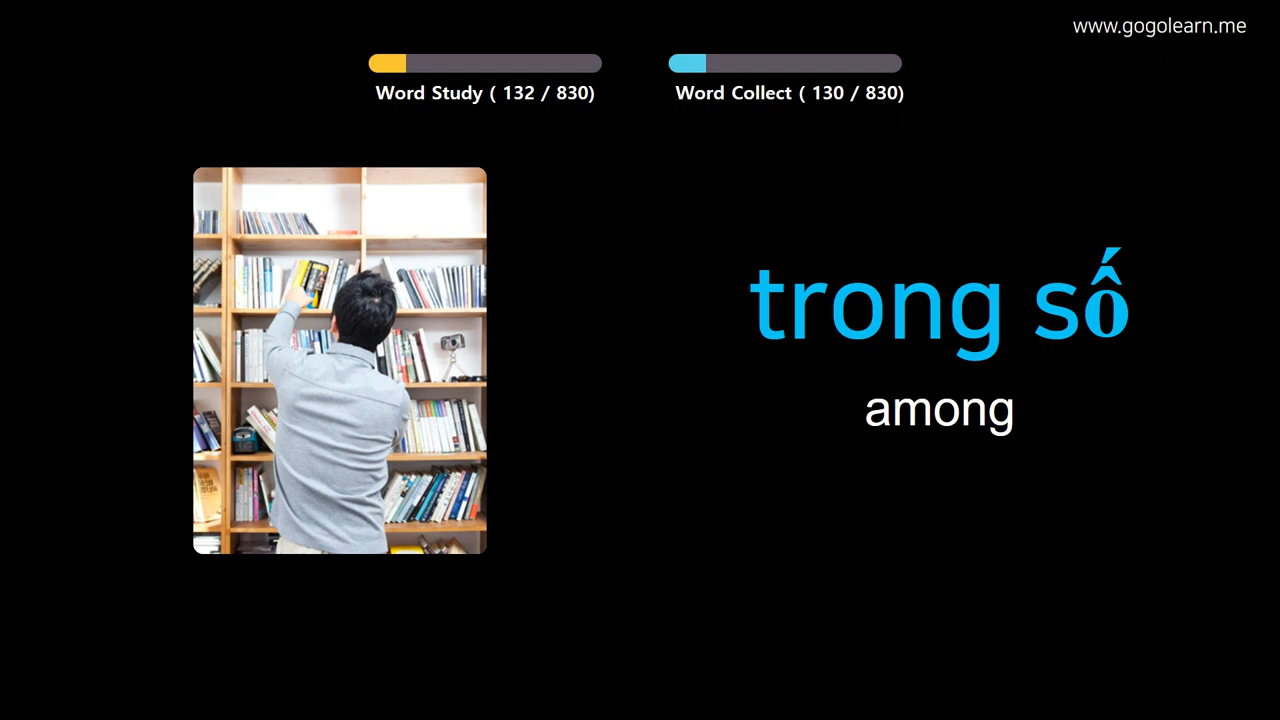 www.gogolearn.me
Word Study ( 132 / 830)
Word Collect ( 130 / 830)
trong số
among